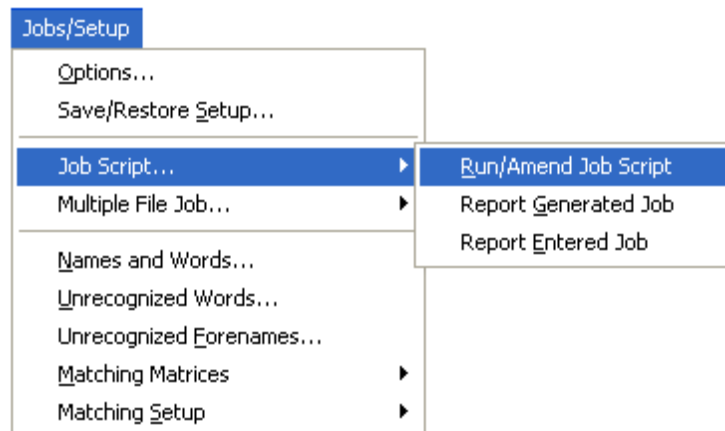 Jobs/Setup
Options...
Save/Restore Setup...
Job Script...
Run/Amend Job Script
Multiple File Job...
Report Generated Job
Report Entered Job
Names and Words...
Unrecognized Words...
Unrecognized Forenames...
Matching Matrices
Matching Setup